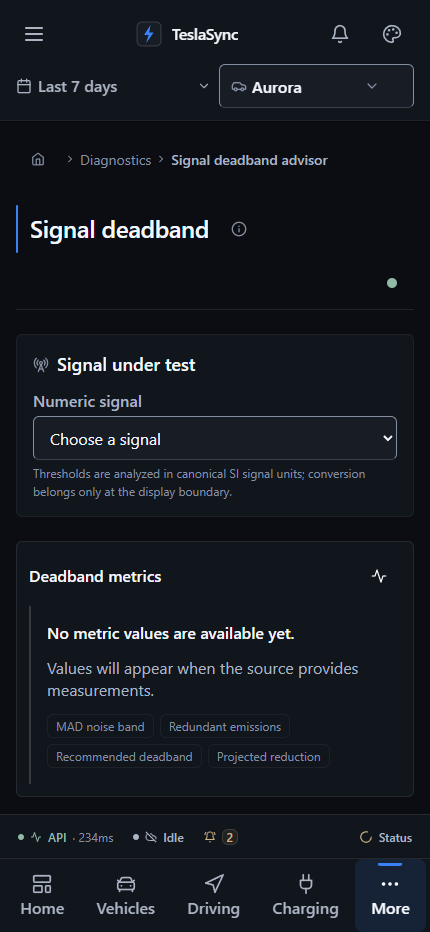 TeslaSync
Last 7 days
Aurora
Diagnostics
Signal deadband advisor
Signal deadband
Signal under test
Numeric signal
Choose a signal
Thresholds are analyzed in canonical SI signal units; conversion
belongs only at the display boundary.
Deadband metrics
No metric values are available yet.
Values will appear when the source provides
measurements.
MAD noise band
Redundant emissions
Recommended deadband
Projected reduction
API · 234ms
Idle
2
Status
Home
Vehicles
Driving
Charging
More